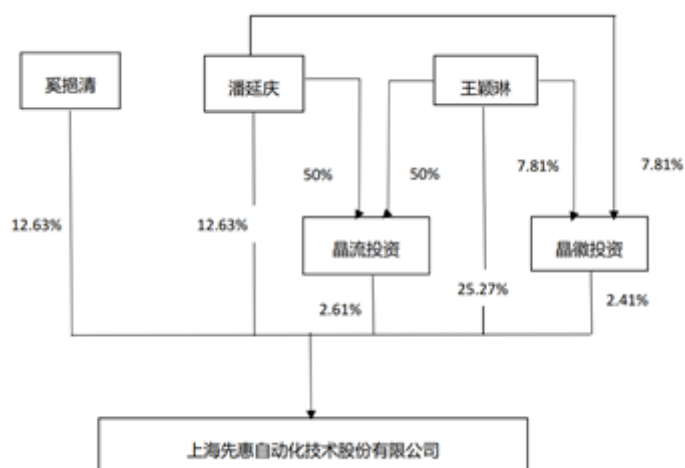 奚挹清
潘延庆
王颖琳
50%
50%
7.81%
7.81%
12.63%
12.63%
晶流投资
晶徽投资
2.61%
25.27%
2.41%
上海先惠自动化技术股份有限公司